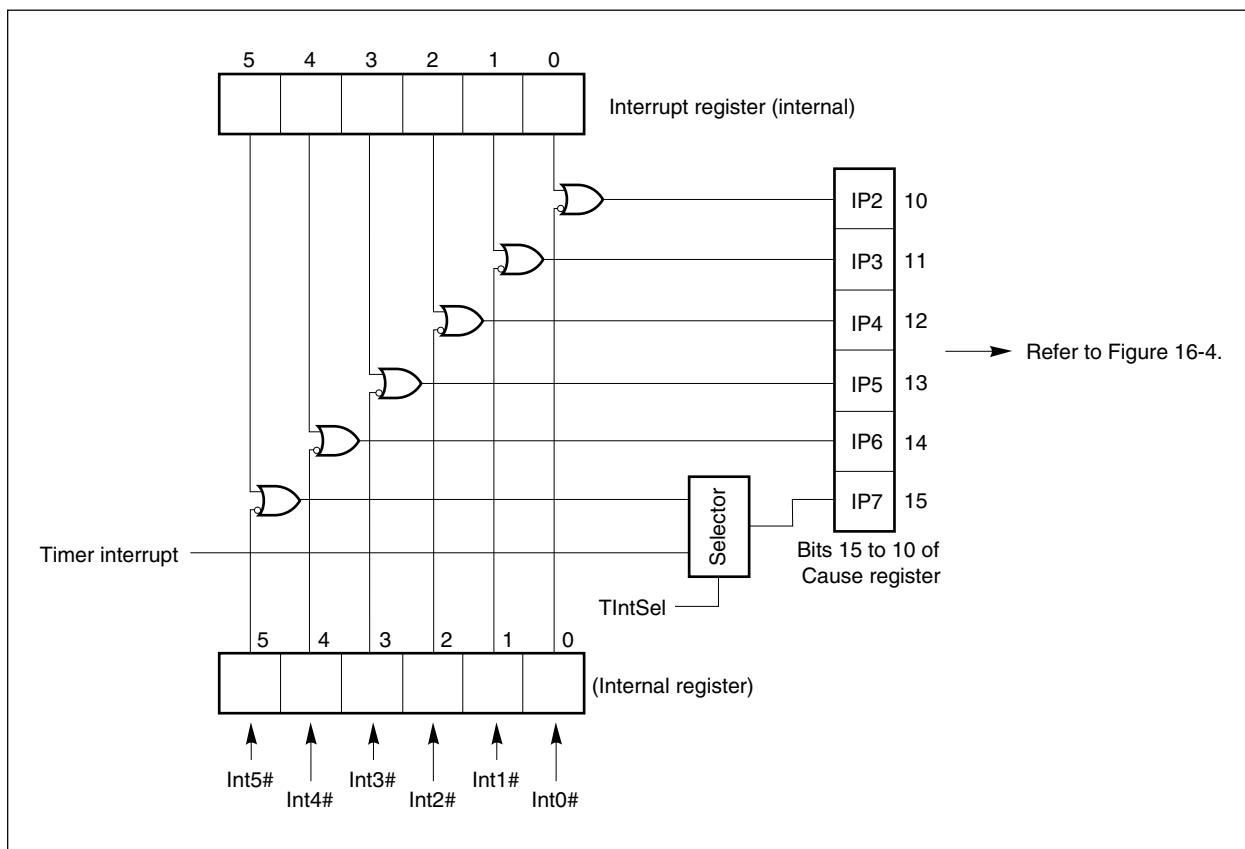 5 4 3 2 1 0
Interrupt register (internal)
IP2 10
IP3 11
IP4 12
Refer to Figure 16-4.
IP5 13
IP6 14
IP7 15
Selector
Timer interrupt
Bits 15 to 10 of
Cause register
TIntSel
5 4 3 2 1 0
(Internal register)
Int5# Int3# Int1#
Int4# Int2# Int0#